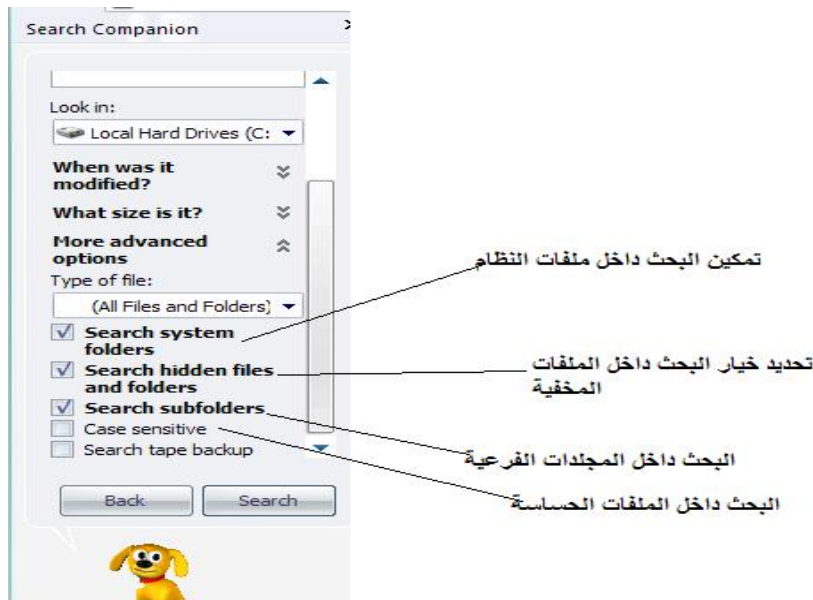 Search Companion
Look in:
Local Hard Drives (C:
When was it
modified?
What size is it?
More advanced
options
Type of file:
(All Files and Folders)
Search system
folders
Search hidden files
and folders
Search subfolders
Case sensitive
Search tape backup
Back
Search
تمكين البحث داخل ملفات النظام
تحديد خيار البحث داخل الملفات
المخفية
البحث داخل المجلدات الفرعية
البحث داخل الملفات الحساسة